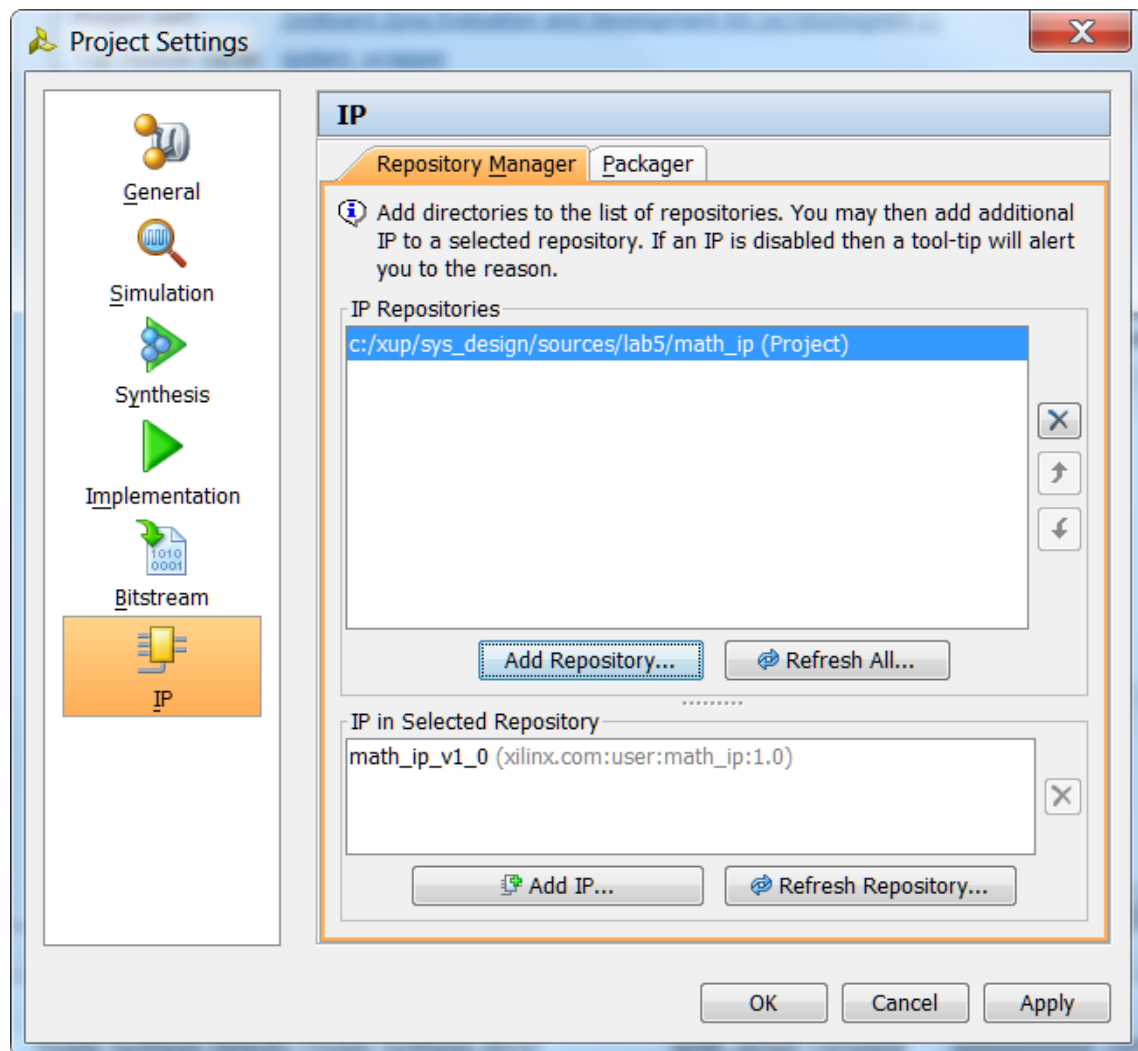 Project Settings
General
Simulation
Synthesis
Implementation
1010
0001
Bitstream
IP
IP
Repository Manager
Packager
Add directories to the list of repositories. You may then add additional
IP to a selected repository. If an IP is disabled then a tool-tip will alert
you to the reason.
IP Repositories
c:/xup/sys_design/sources/lab5/math_ip (Project)
Add Repository...
Refresh All...
IP in Selected Repository
math_ip_v1_0 (xilinx.com:user:math_ip:1.0)
Add IP...
Refresh Repository...
OK
Cancel
Apply